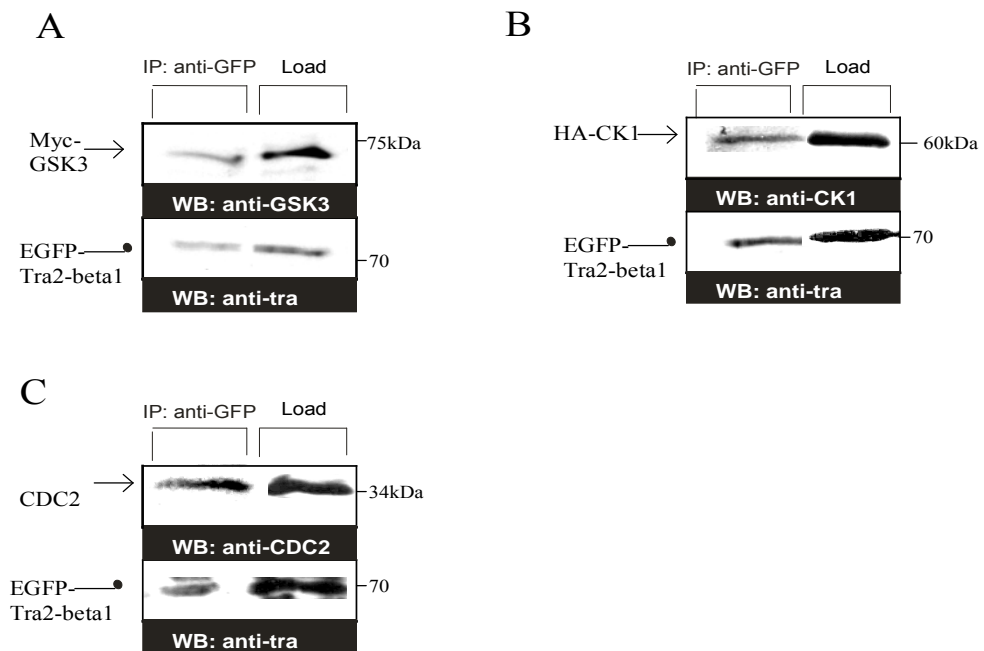 A
IP: anti-GFP Load
Myc-
GSK3
75kDa
WB: anti-GSK3
EGFP-
Tra2-beta1
70
WB: anti-tra
B
IP: anti-GFP Load
HA-CK1
60kDa
WB: anti-CK1
EGFP-
Tra2-beta1
70
WB: anti-tra
C
IP: anti-GFP Load
CDC2
34kDa
WB: anti-CDC2
EGFP-
Tra2-beta1
70
WB: anti-tra